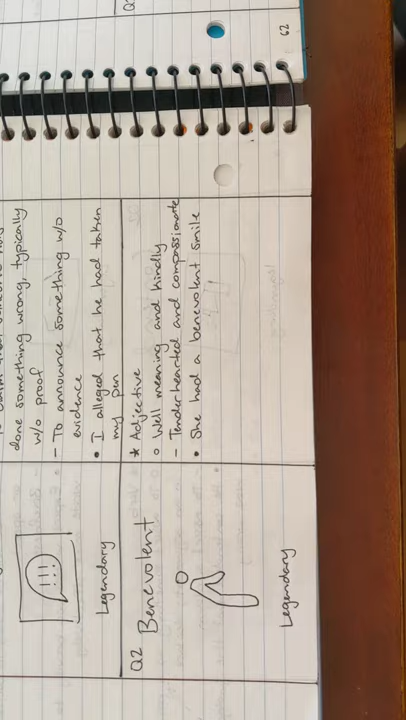 done something wrong, typically
w/o proof
- To announce something w/o
evidence
• I alleged that he had taken
my pen
!!!
Legendary
Q2 Benevolent
* Adjective
o Well meaning and kindly
- Tenderhearted and compassionate
• She had a benevolent smile
Legendary
62